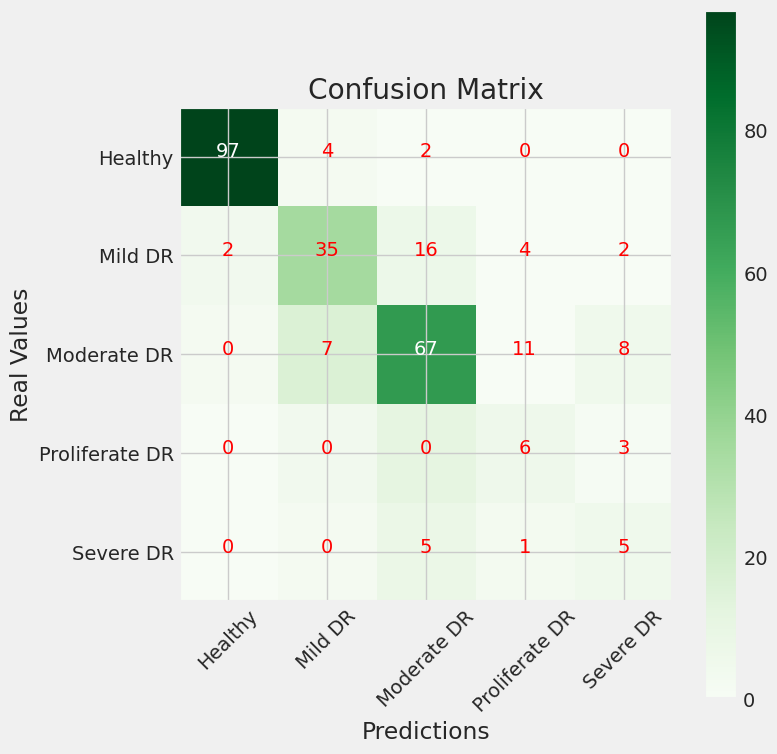 Confusion Matrix
Healthy 97 4 2 0 0
Mild DR 2 35 16 4 2
Moderate DR 0 7 67 11 8
Proliferate DR 0 0 0 6 3
Severe DR 0 0 5 1 5
Real Values
Healthy Mild DR Moderate DR Proliferate DR Severe DR
Predictions
80
60
40
20
0